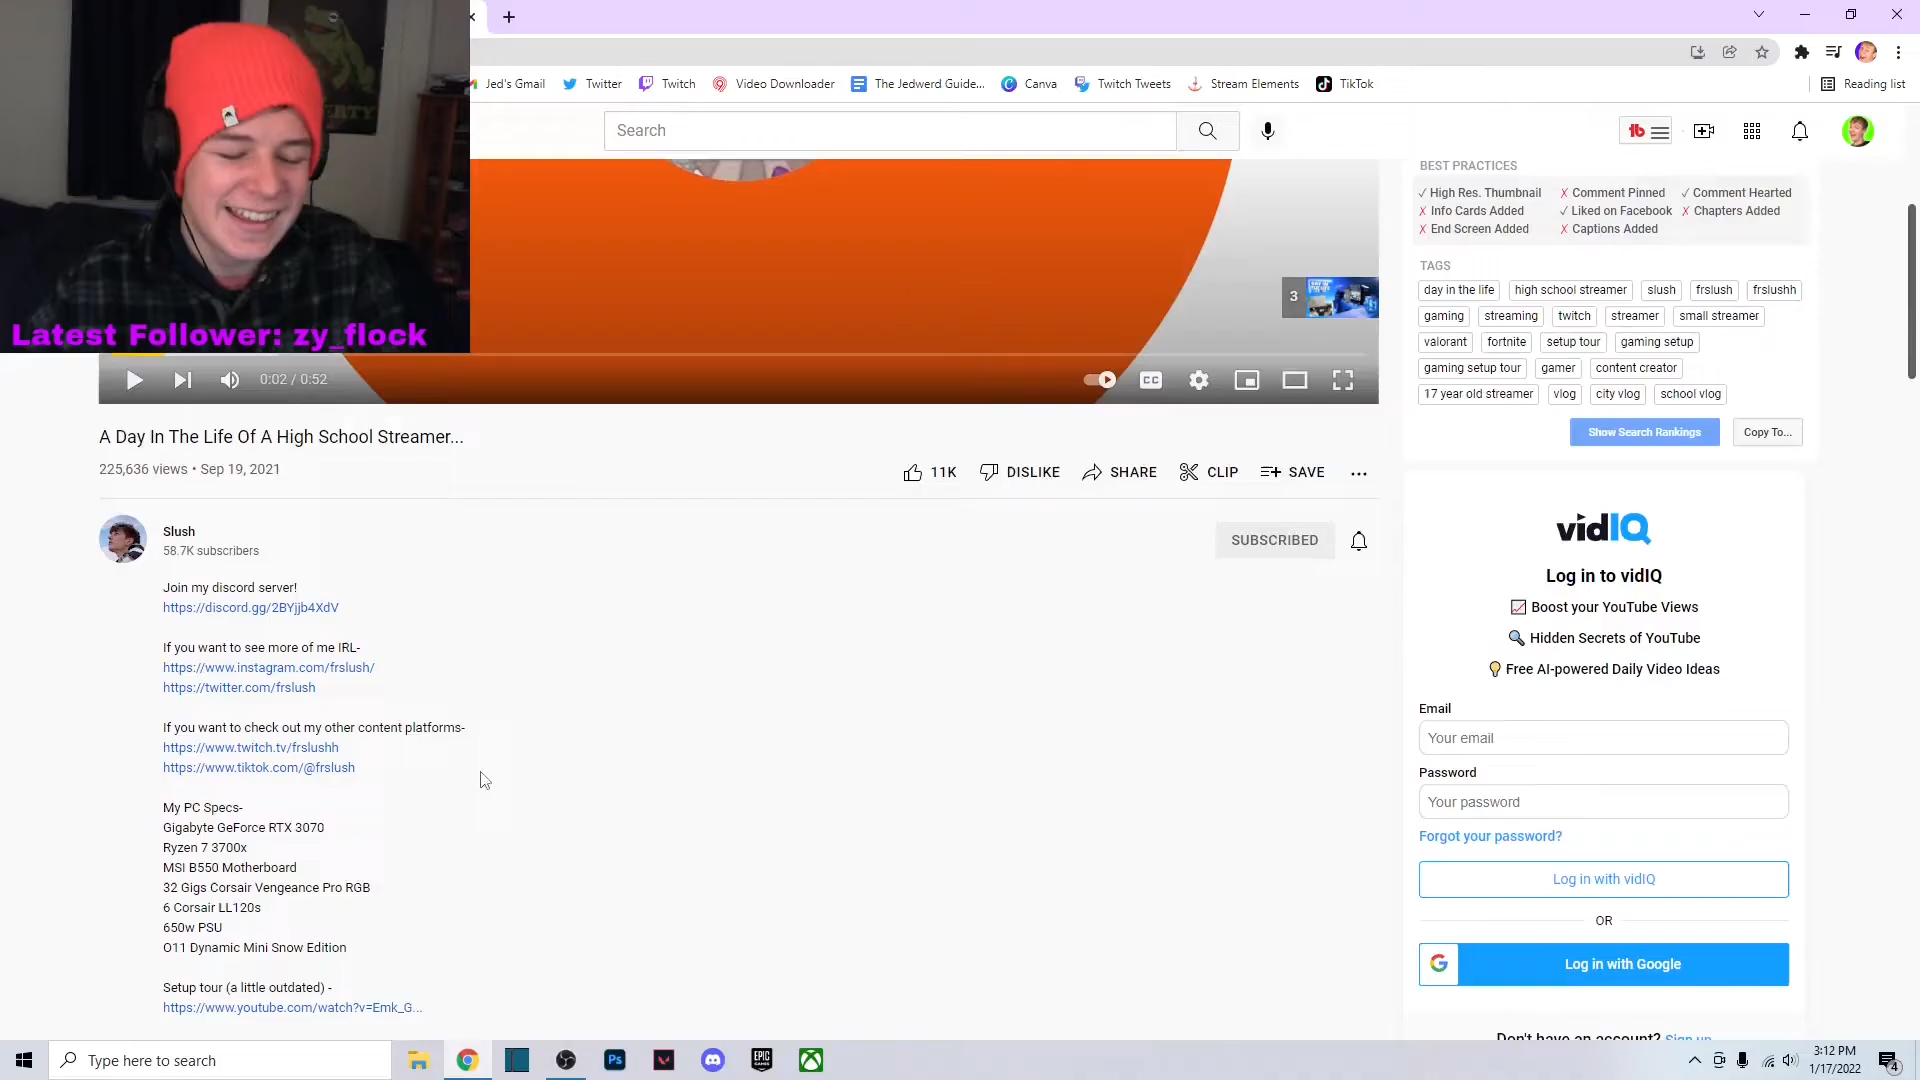 Jed's Gmail
Twitter
Twitch
Video Downloader
The Jedwerd Guide...
Canva
Twitch Tweets
Stream Elements
TikTok
Reading list
Search
Latest Follower: zy_flock
3
0:02 / 0:52
CC
A Day In The Life Of A High School Streamer...
225,636 views • Sep 19, 2021
11K
DISLIKE
SHARE
CLIP
SAVE
Slush
58.7K subscribers
SUBSCRIBED
Join my discord server!
https://discord.gg/2BYjjb4XdV
If you want to see more of me IRL-
https://www.instagram.com/frslush/
https://twitter.com/frslush
If you want to check out my other content platforms-
https://www.twitch.tv/frslushh
https://www.tiktok.com/@frslush
My PC Specs-
Gigabyte GeForce RTX 3070
Ryzen 7 3700x
MSI B550 Motherboard
32 Gigs Corsair Vengeance Pro RGB
6 Corsair LL120s
650w PSU
O11 Dynamic Mini Snow Edition
Setup tour (a little outdated) -
https://www.youtube.com/watch?v=Emk_G...
BEST PRACTICES
✓ High Res. Thumbnail ✗ Comment Pinned ✓ Comment Hearted
✗ Info Cards Added ✓ Liked on Facebook ✗ Chapters Added
✗ End Screen Added ✗ Captions Added
TAGS
day in the life high school streamer slush frslush frslushh
gaming streaming twitch streamer small streamer
valorant fortnite setup tour gaming setup
gaming setup tour gamer content creator
17 year old streamer vlog city vlog school vlog
Show Search Rankings
Copy To...
vidIQ
Log in to vidIQ
Boost your YouTube Views
Hidden Secrets of YouTube
Free AI-powered Daily Video Ideas
Email
Your email
Password
Your password
Forgot your password?
Log in with vidIQ
OR
Log in with Google
Don't have an account? Sign up
Type here to search
Ps
EPIC GAMES
3:12 PM
1/17/2022
4